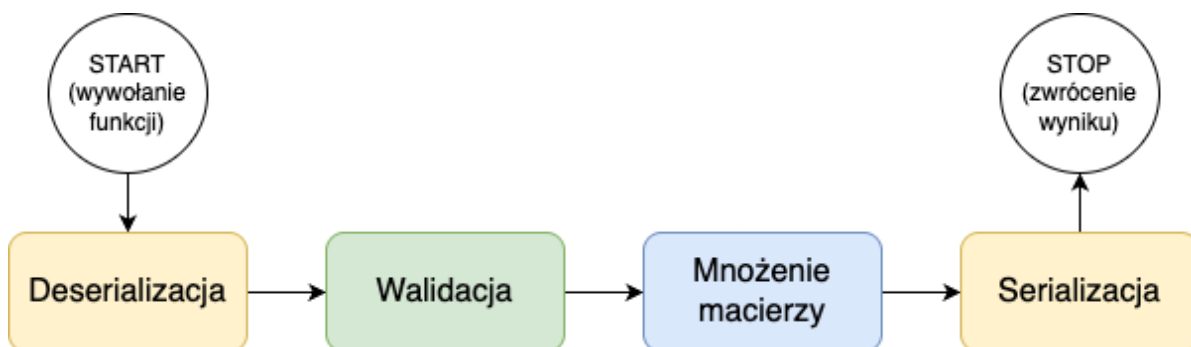 START
(wywołanie
funkcji)
STOP
(zwrócenie
wyniku)
Deserializacja
Walidacja
Mnożenie
macierzy
Serializacja